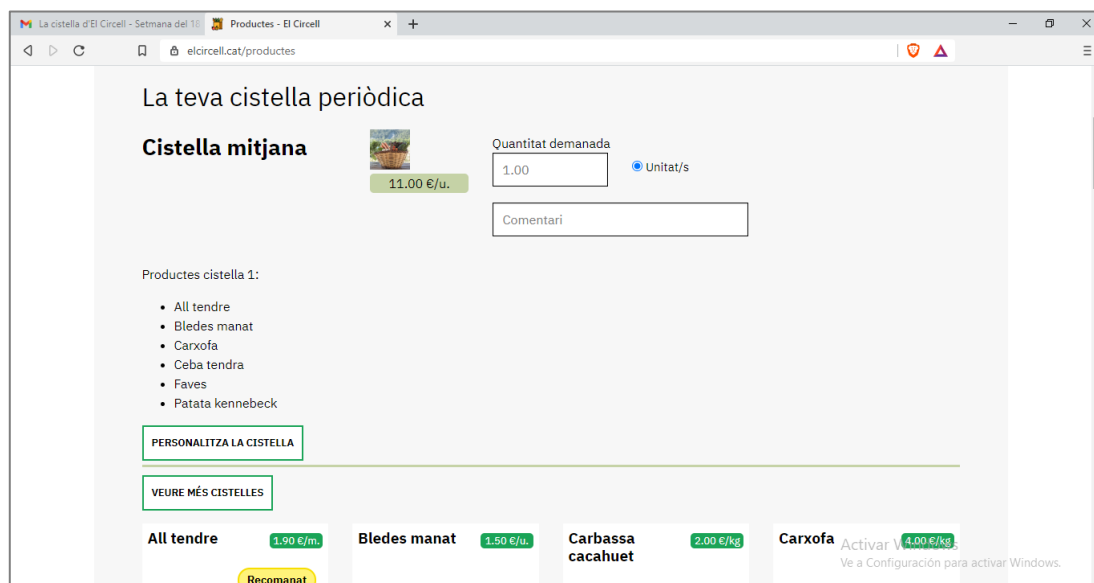 La cistella d'El Circell - Setmana del 18
Productes - El Circell
elcircell.cat/productes
La teva cistella periòdica
Cistella mitjana
11.00 €/u.
Quantitat demanada
1.00
Unitat/s
Comentari
Productes cistella 1:
All tendre
Bledes manat
Carxofa
Ceba tendra
Faves
Patata kennebeck
PERSONALITZA LA CISTELLA
VEURE MÉS CISTELLES
All tendre
1.90 €/m.
Recomanat
Bledes manat
1.50 €/u.
Carbassa
cacahuet
2.00 €/kg
Carxofa
4.00 €/kg
Activar Windows
Ve a Configuración para activar Windows.